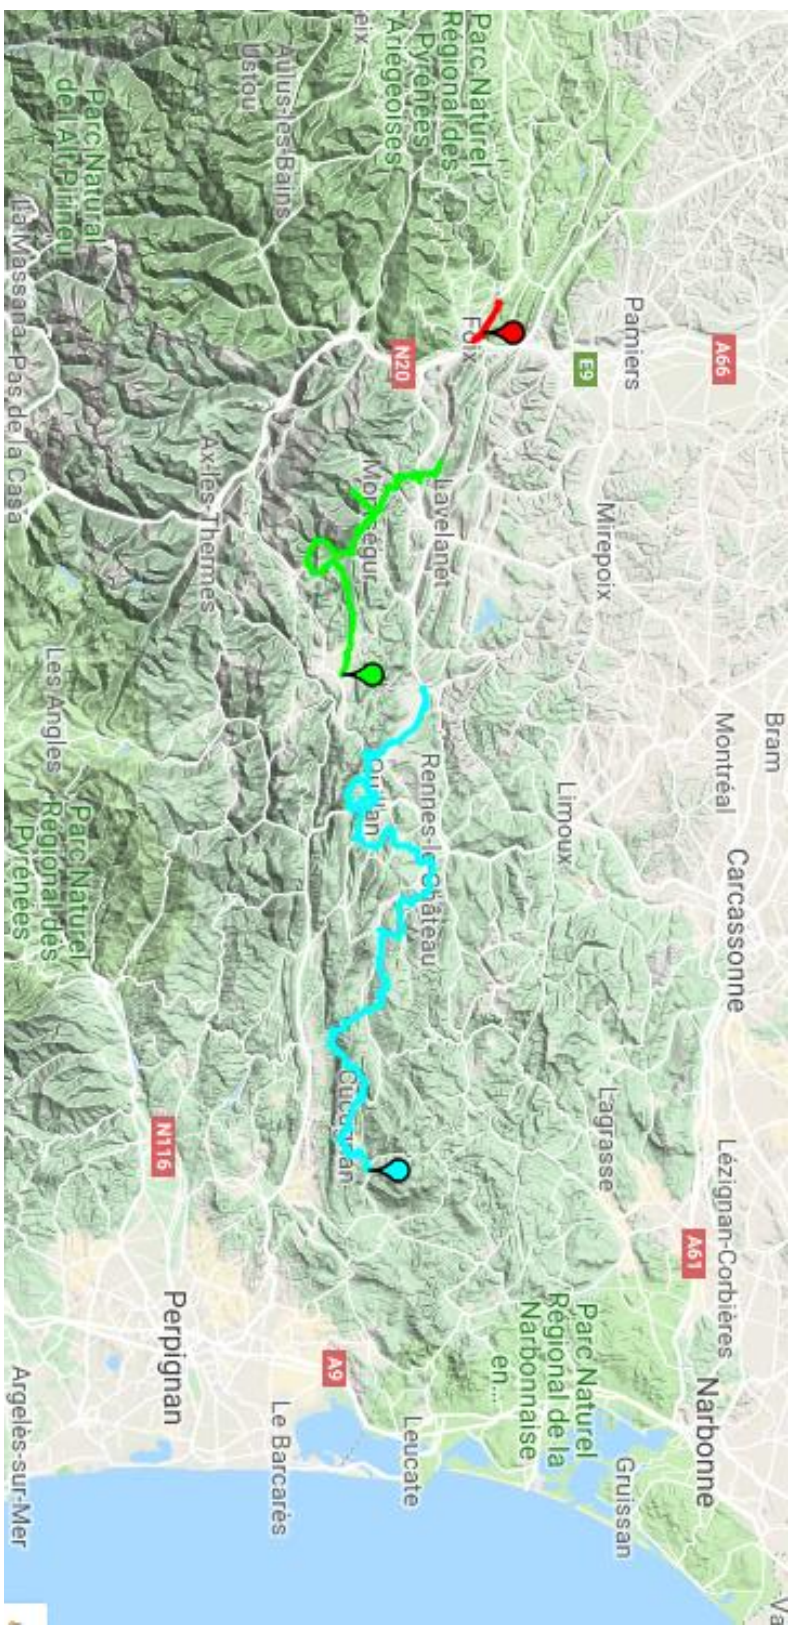 Bram
Carcassonne
Montréal
Lézignan-Corbières
A66
Narbonne
A61
Pamiers
Gruissan
Mirepoix
Lagrasse
E9
Parc Naturel
Régional de la
Narbonnaise
en...
Limoux
Parc Naturel
Régional des
Pyrénées
Ariégeoises
Foix
Lavelanet
Rennes-le-Château
Leucate
N20
Montségur
Quillan
Cucugnan
eix
A9
Aulus-les-Bains
Ustou
Le Barcarès
Ax-les-Thermes
Perpignan
N116
Parc Natural
de l'Alt Pirineu
Parc Naturel
Régional des
Pyrénées
Les Angles
La Massana
Pas de la Casa
Argelès-sur-Mer